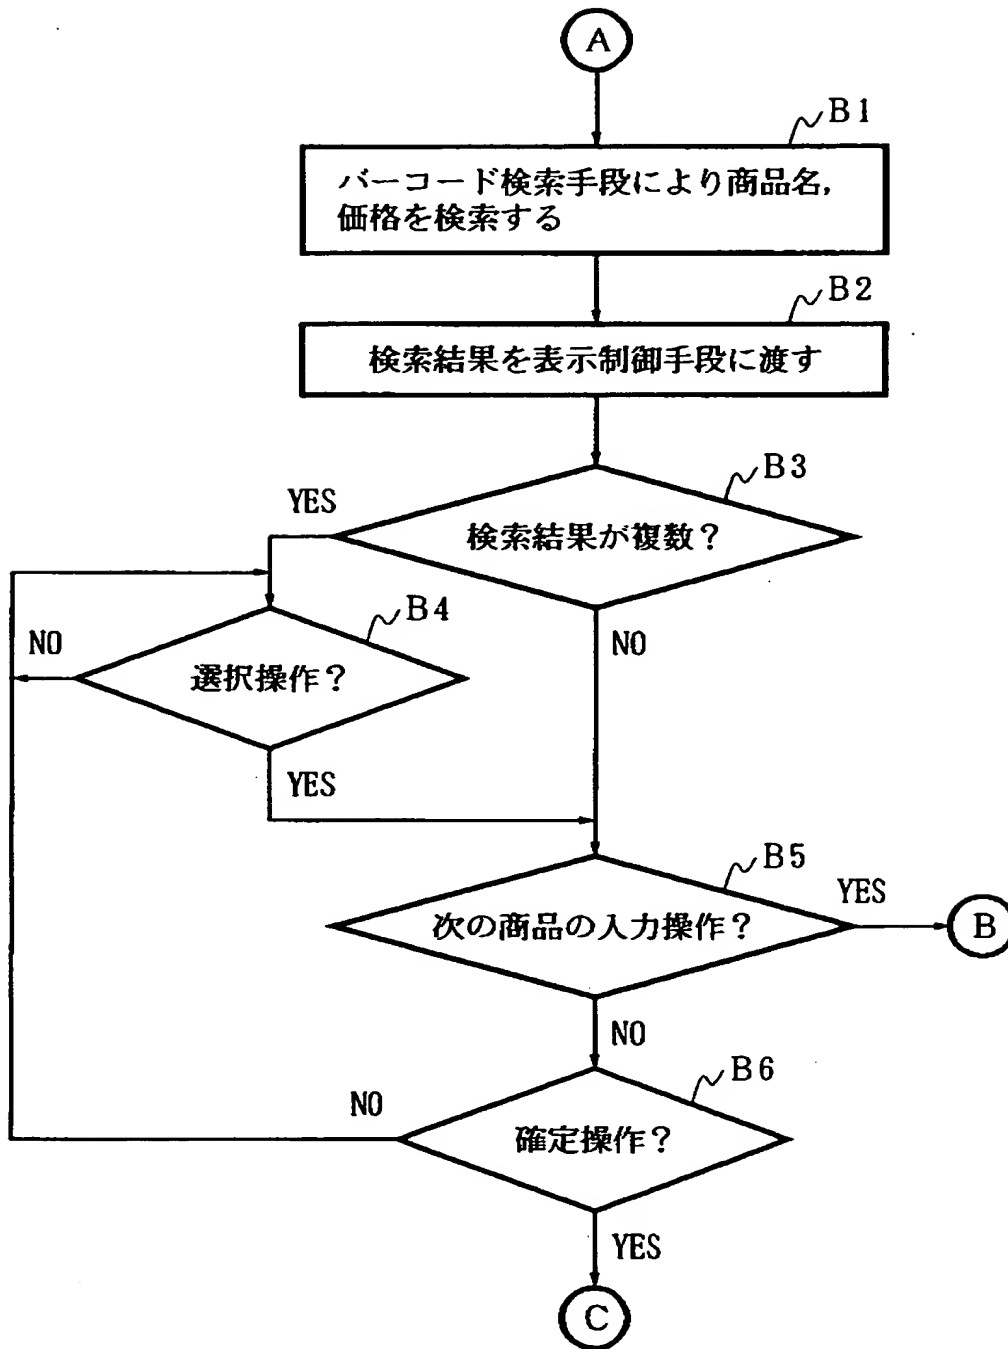 A
B1
バーコード検索手段により商品名,
価格を検索する
B2
検索結果を表示制御手段に渡す
B3
YES
検索結果が複数？
B4
NO
NO
選択操作？
YES
B5
YES
次の商品の入力操作？
B
NO
B6
NO
確定操作？
YES
C